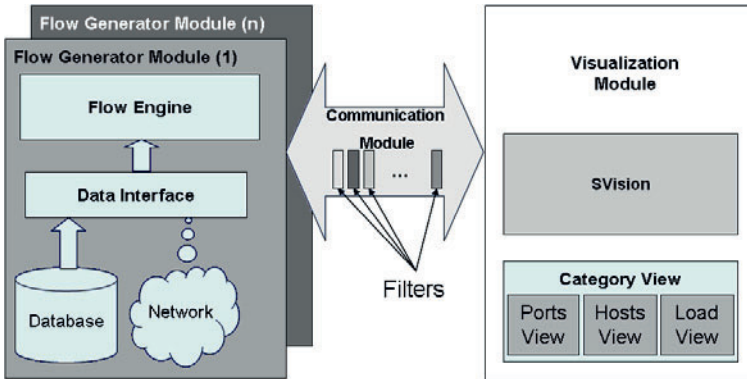 Flow Generator Module (n)
Flow Generator Module (1)
Flow Engine
Data Interface
Database
Network
Communication
Module
...
Filters
Visualization
Module
SVision
Category View
Ports
View
Hosts
View
Load
View